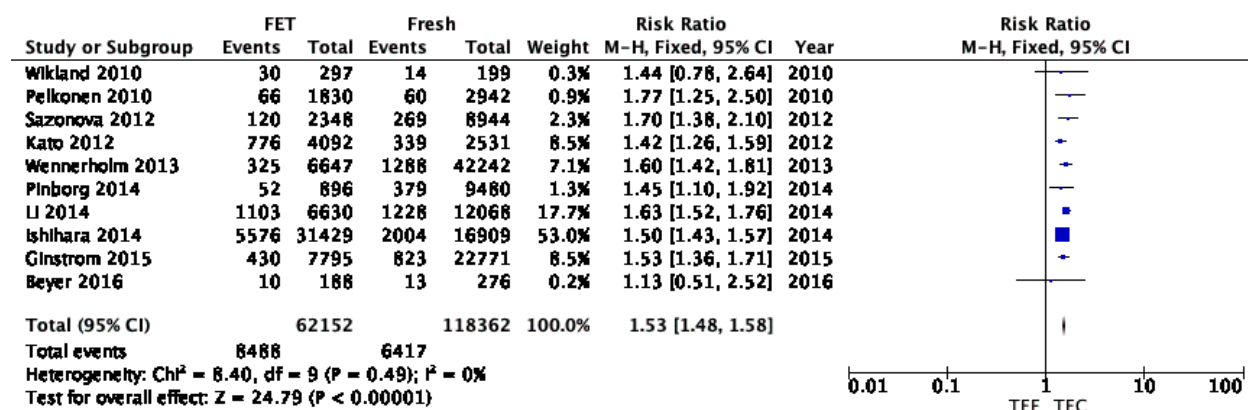 FET Fresh Risk Ratio Risk Ratio
Study or Subgroup Events Total Events Total Weight M-H, Fixed, 95% CI Year M-H, Fixed, 95% CI
Wikland 2010 30 297 14 199 0.3% 1.44 [0.78, 2.64] 2010
Pelkonen 2010 66 1830 60 2942 0.9% 1.77 [1.25, 2.50] 2010
Sazonova 2012 120 2348 269 8944 2.3% 1.70 [1.38, 2.10] 2012
Kato 2012 776 4092 339 2531 8.5% 1.42 [1.26, 1.59] 2012
Wennerholm 2013 325 6647 1288 42242 7.1% 1.60 [1.42, 1.81] 2013
Pinborg 2014 52 896 379 9480 1.3% 1.45 [1.10, 1.92] 2014
Li 2014 1103 6630 1228 12068 17.7% 1.63 [1.52, 1.76] 2014
Ishihara 2014 5576 31429 2004 16909 53.0% 1.50 [1.43, 1.57] 2014
Ginstrom 2015 430 7795 823 22771 8.5% 1.53 [1.36, 1.71] 2015
Beyer 2016 10 188 13 276 0.2% 1.13 [0.51, 2.52] 2016
Total (95% CI) 62152 118362 100.0% 1.53 [1.48, 1.58]
Total events 8488 6417
Heterogeneity: Chi² = 8.40, df = 9 (P = 0.49); I² = 0%
Test for overall effect: Z = 24.79 (P < 0.00001)
0.01 0.1 1 10 100
TEF TEC